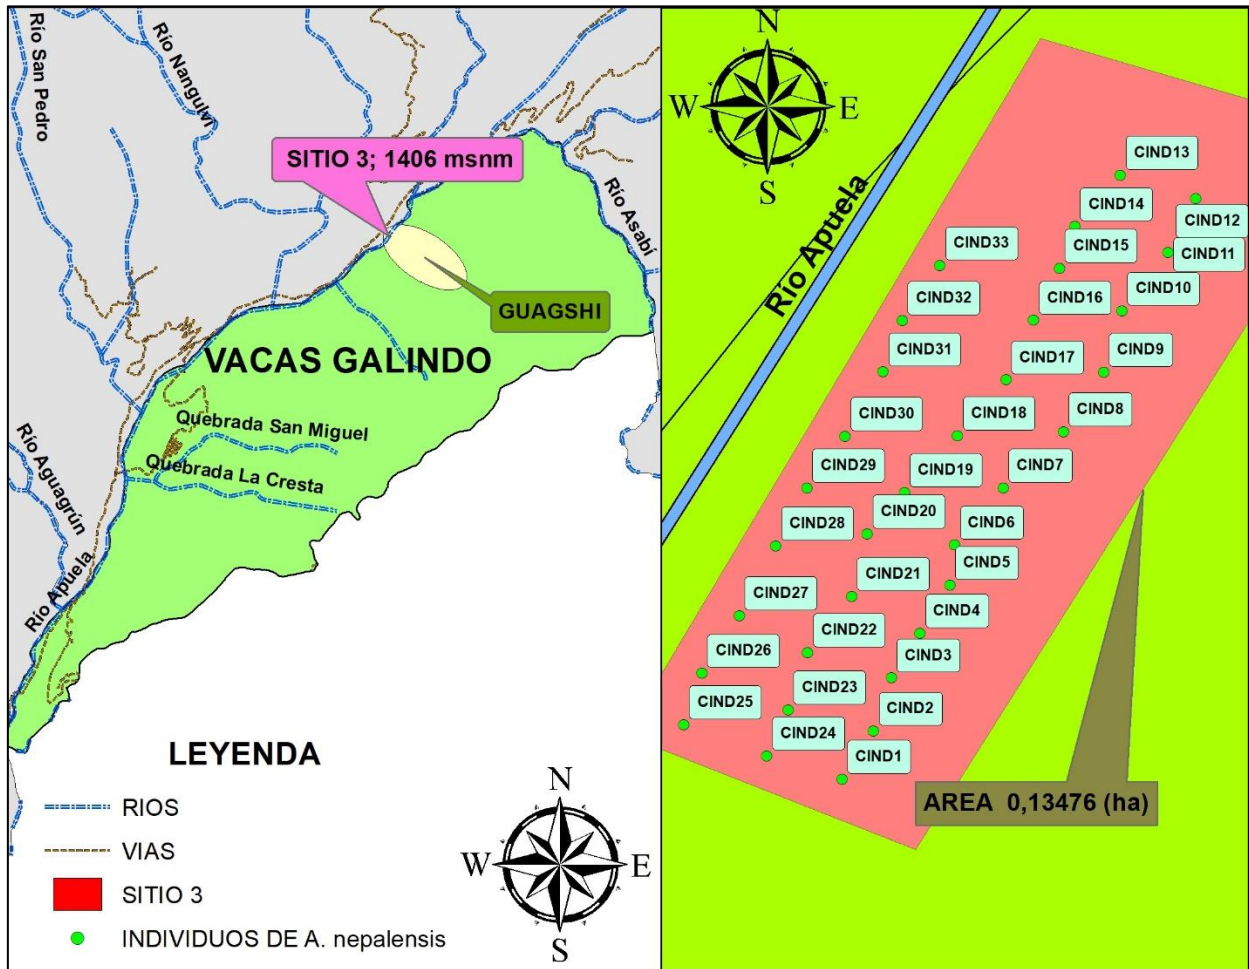 Río San Pedro
Río Nangulví
SITIO 3; 1406 msnm
Río Asabí
GUAGSHI
VACAS GALINDO
Quebrada San Miguel
Quebrada La Cresta
Río Aguagrún
Río Apuela
LEYENDA
RIOS
VIAS
SITIO 3
INDIVIDUOS DE A. nepalensis
N
W
E
S
N
W
E
S
Río Apuela
CIND13
CIND14
CIND12
CIND33
CIND15
CIND11
CIND32
CIND16
CIND10
CIND31
CIND17
CIND9
CIND30
CIND18
CIND8
CIND29
CIND19
CIND7
CIND28
CIND20
CIND6
CIND5
CIND27
CIND21
CIND4
CIND26
CIND22
CIND3
CIND25
CIND23
CIND2
CIND24
CIND1
AREA 0,13476 (ha)